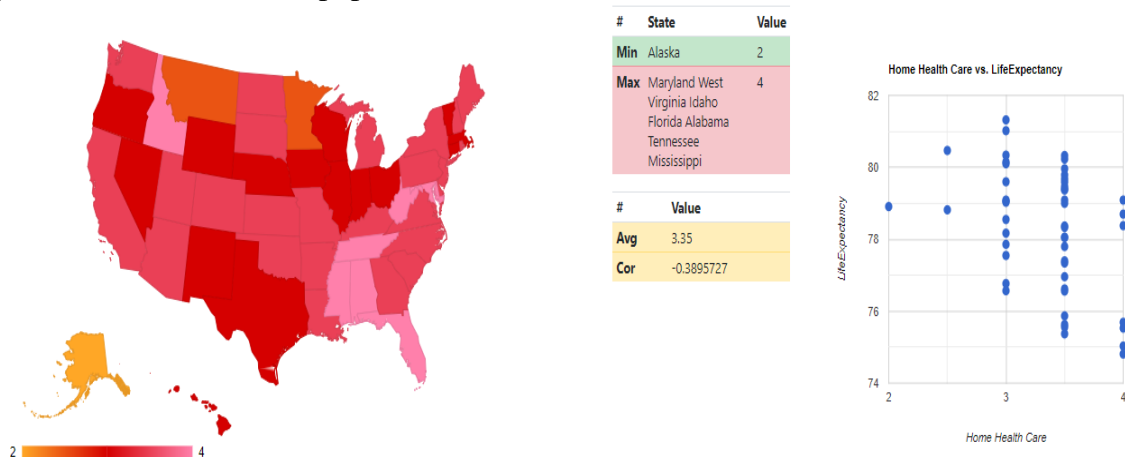 # State Value
Min Alaska 2
Max Maryland West 4
Virginia Idaho
Florida Alabama
Tennessee
Mississippi
# Value
Avg 3.35
Cor -0.3895727
2 4
Home Health Care vs. LifeExpectancy
82
80
78
76
74
LifeExpectancy
2 3 4
Home Health Care